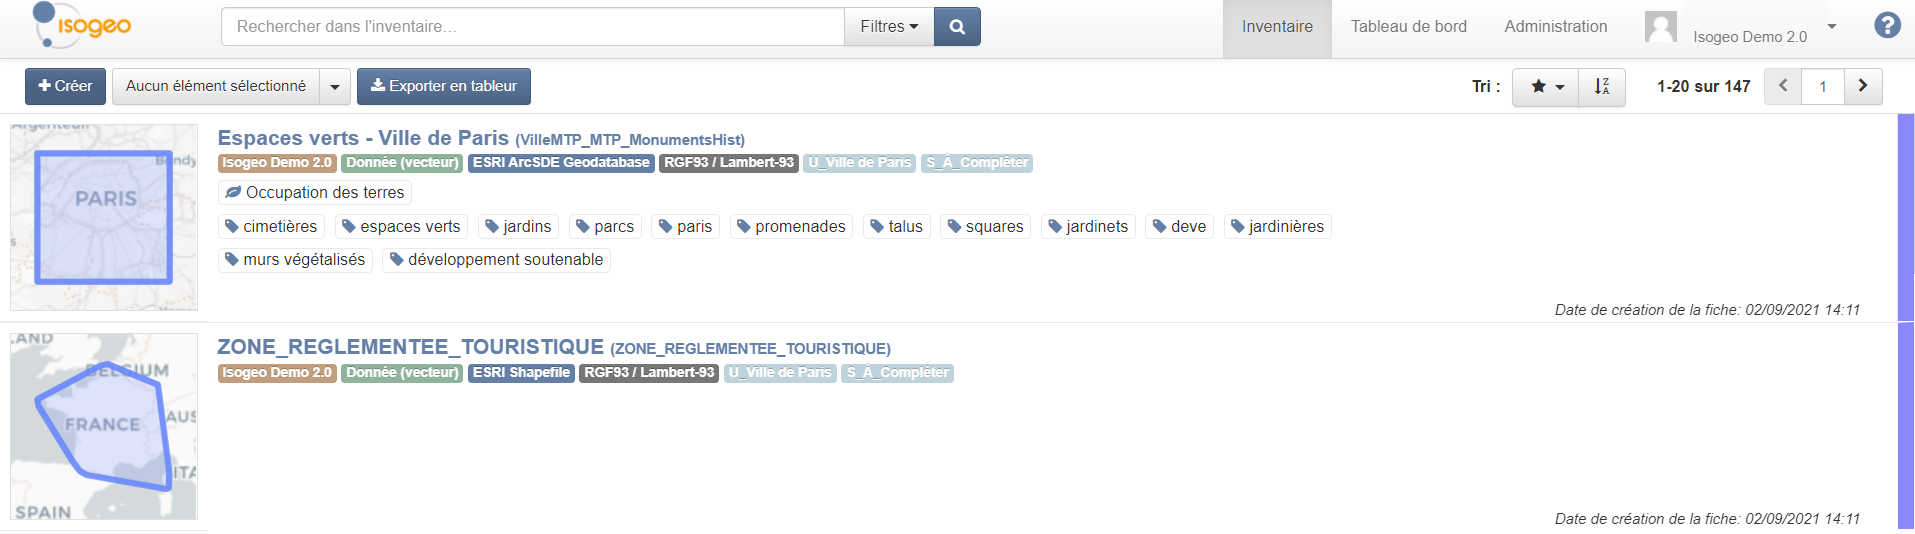 isogeo
Rechercher dans l'inventaire...
Filtres
Inventaire
Tableau de bord
Administration
Isogeo Demo 2.0
?
Créer
Aucun élément sélectionné
Exporter en tableur
Tri :
Z
A
1-20 sur 147
1
PARIS
Espaces verts - Ville de Paris (VilleMTP_MTP_MonumentsHist)
Isogeo Demo 2.0 Donnée (vecteur) ESRI ArcSDE Geodatabase RGF93 / Lambert-93 U_Ville de Paris S_À_Compléter
Occupation des terres
cimetières espaces verts jardins parcs paris promenades talus squares jardinets deve jardinières
murs végétalisés développement soutenable
Date de création de la fiche: 02/09/2021 14:11
LAND
BELGIUM
FRANCE
AUS
ITA
SPAIN
ZONE_REGLEMENTEE_TOURISTIQUE (ZONE_REGLEMENTEE_TOURISTIQUE)
Isogeo Demo 2.0 Donnée (vecteur) ESRI Shapefile RGF93 / Lambert-93 U_Ville de Paris S_À_Compléter
Date de création de la fiche: 02/09/2021 14:11